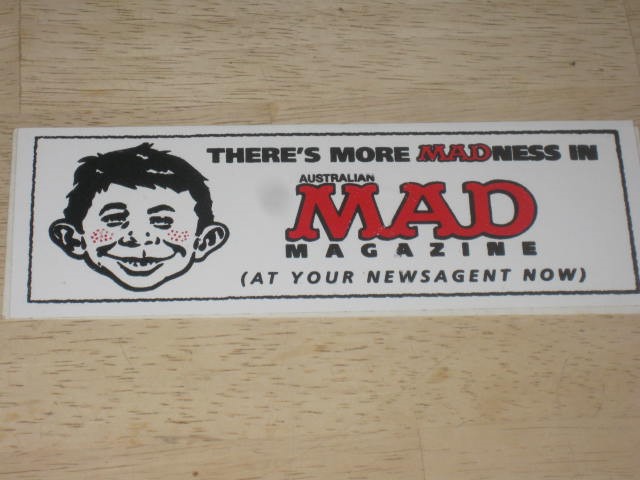 THERE'S MORE MADNESS IN
AUSTRALIAN
MAD
MAGAZINE
(AT YOUR NEWSAGENT NOW)